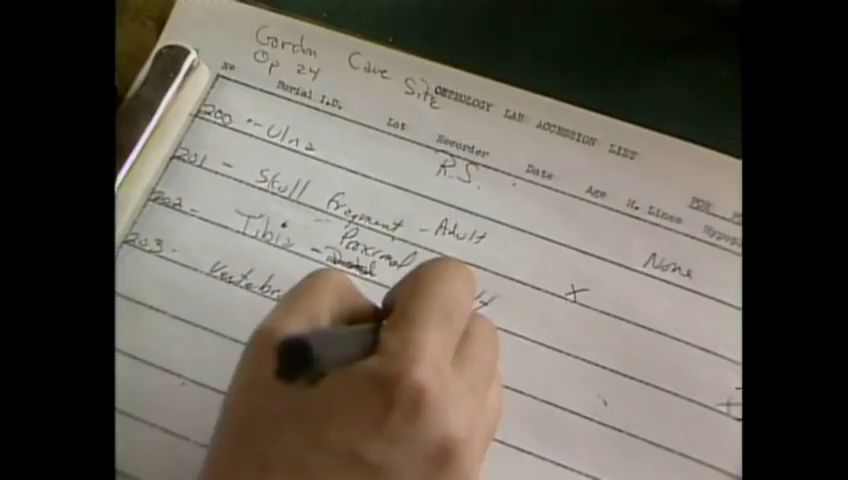 Gordon Cave Site
Op 24
OSTEOLOGY LAB ACCESSION LIST
No Burial I.D. Lot Recorder Date Age H. Lines Hypop
200 - Ulna R.S.
201 - Skull fragment - Adult None
202 - Tibia - Proximal X
203 - Vertebr